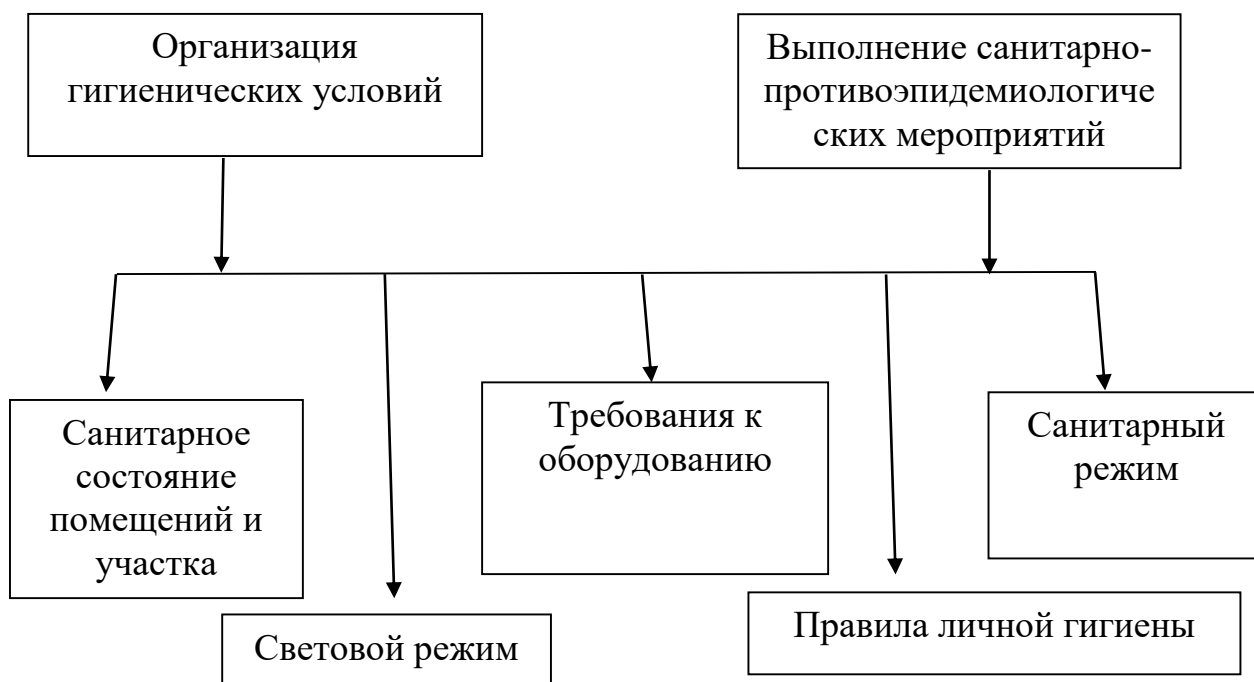 Организация
гигиенических условий
Выполнение санитарно-
противоэпидемиологиче
ских мероприятий
Санитарное
состояние
помещений и
участка
Световой режим
Требования к
оборудованию
Правила личной гигиены
Санитарный
режим